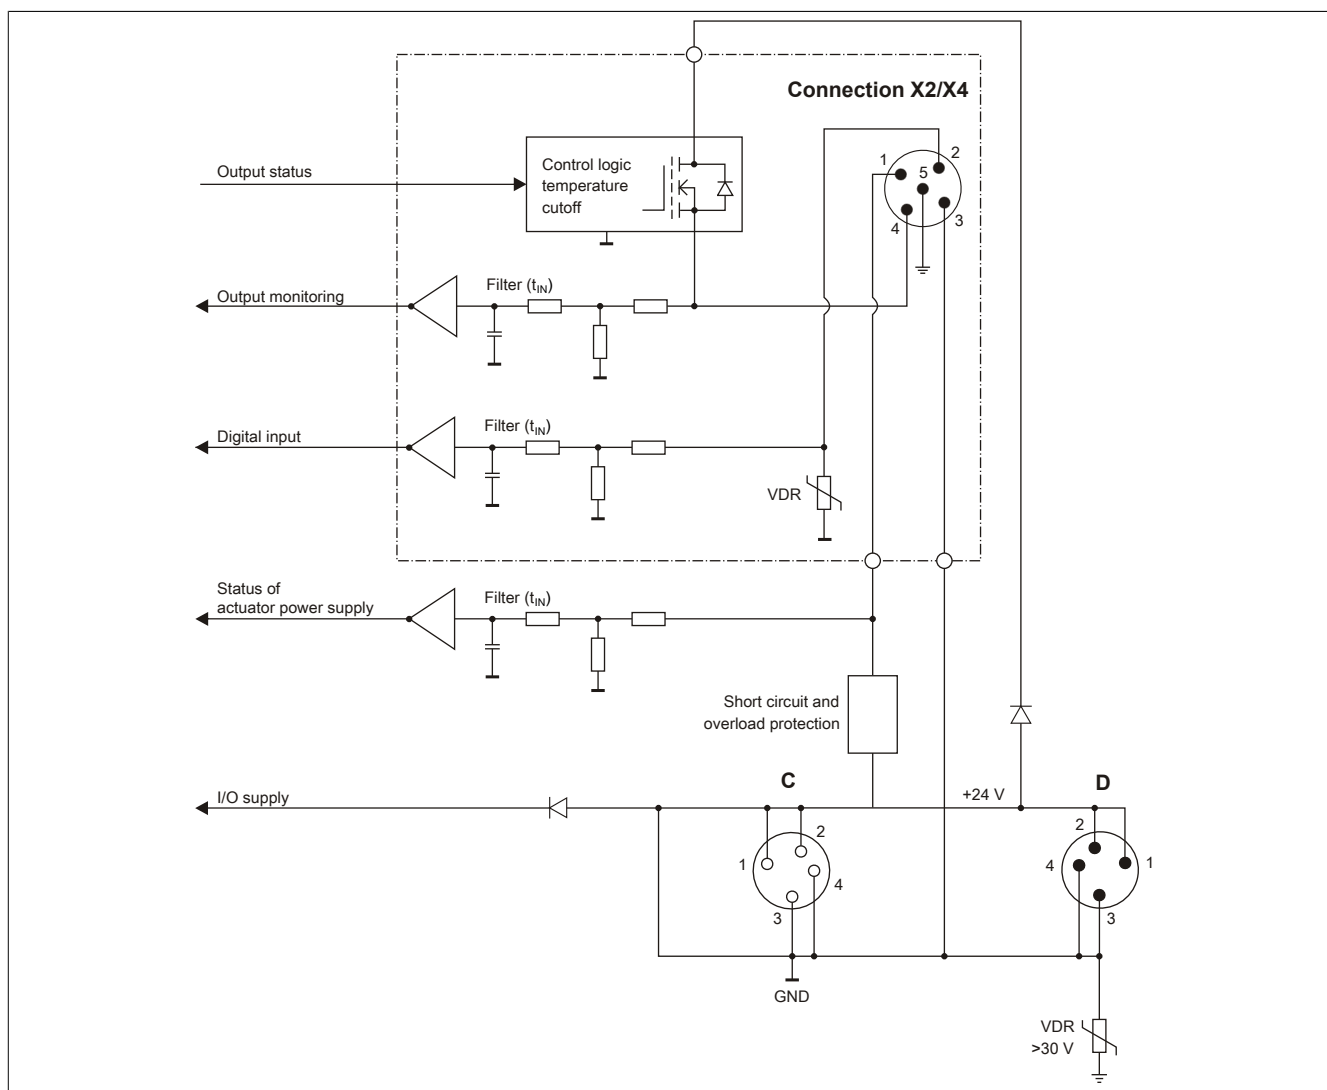 Connection X2/X4
Output status
Control logic
temperature
cutoff
1
2
5
4
3
Output monitoring
Filter (tIN)
Digital input
Filter (tIN)
VDR
Status of
actuator power supply
Filter (tIN)
Short circuit and
overload protection
I/O supply
C
+24 V
D
1
2
4
3
2
4
1
3
GND
VDR
>30 V